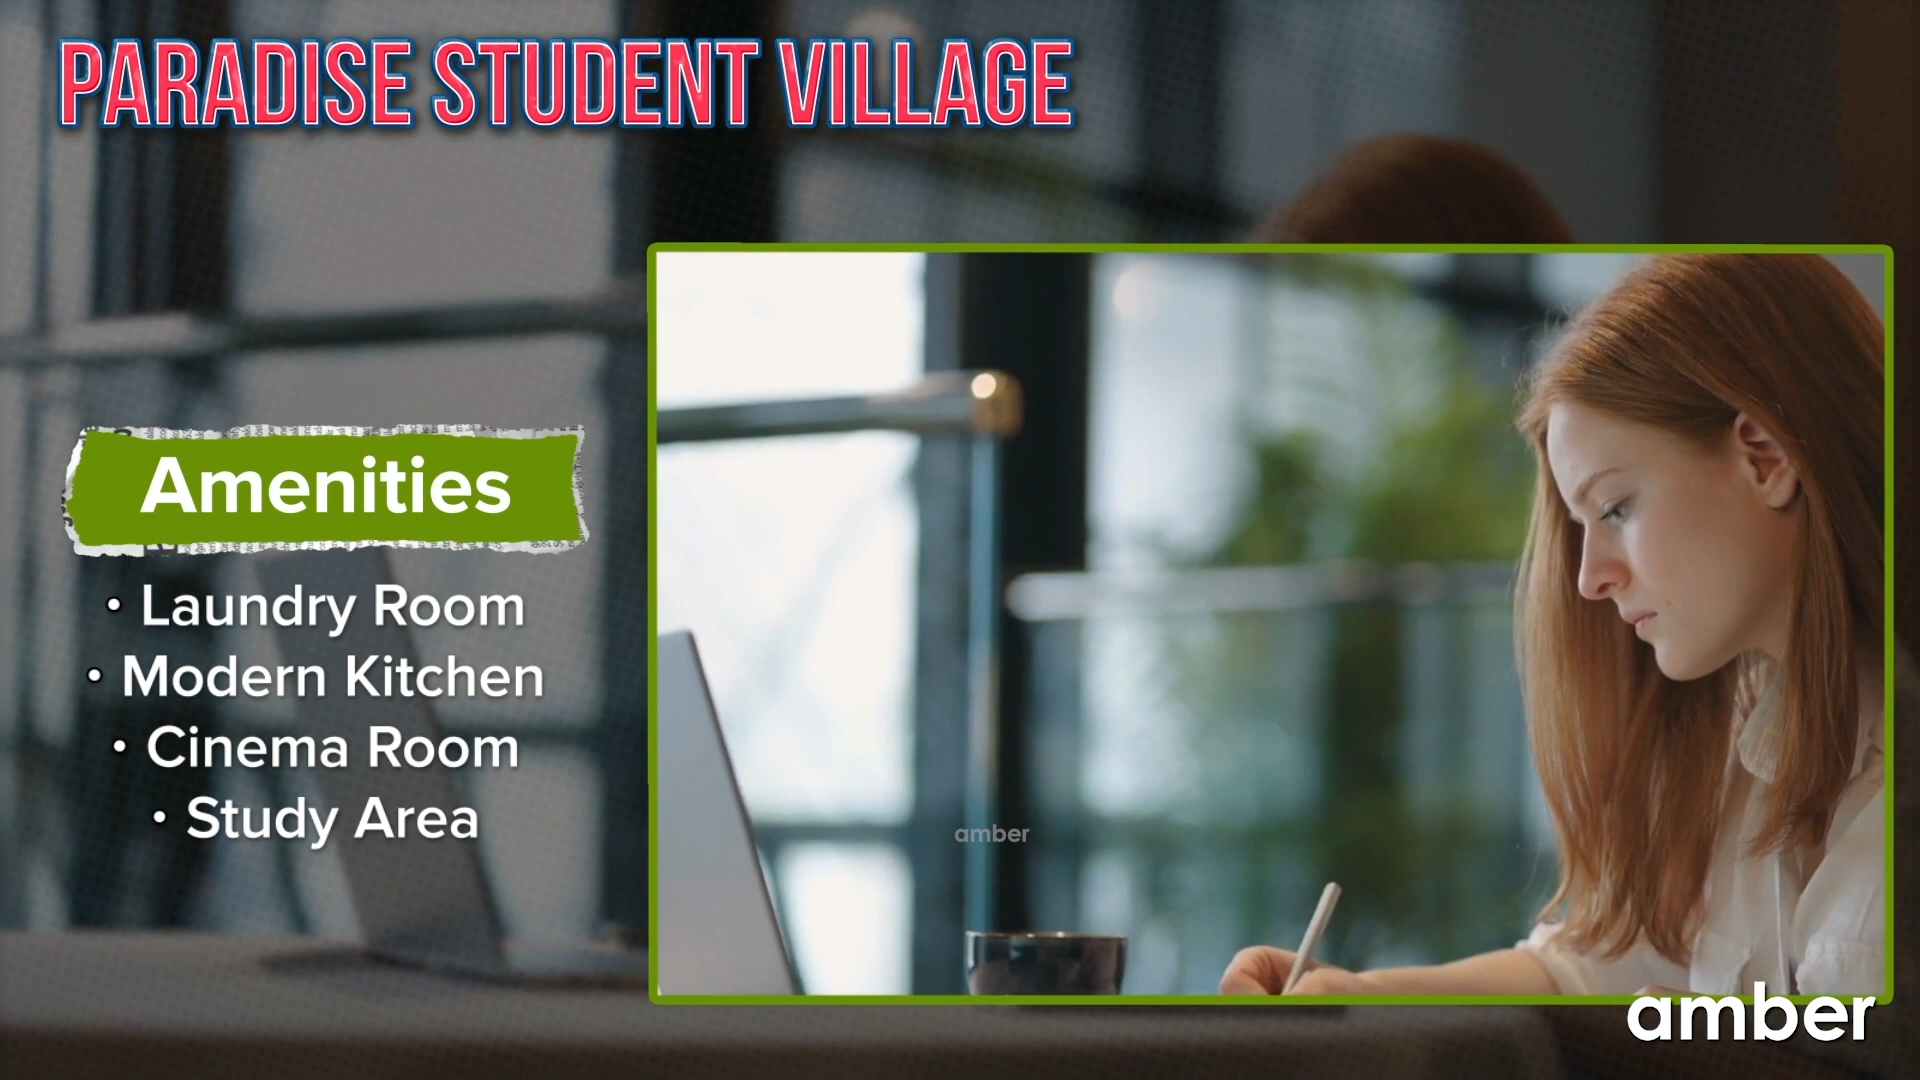 PARADISE STUDENT VILLAGE
Amenities
• Laundry Room
• Modern Kitchen
• Cinema Room
• Study Area
amber
amber